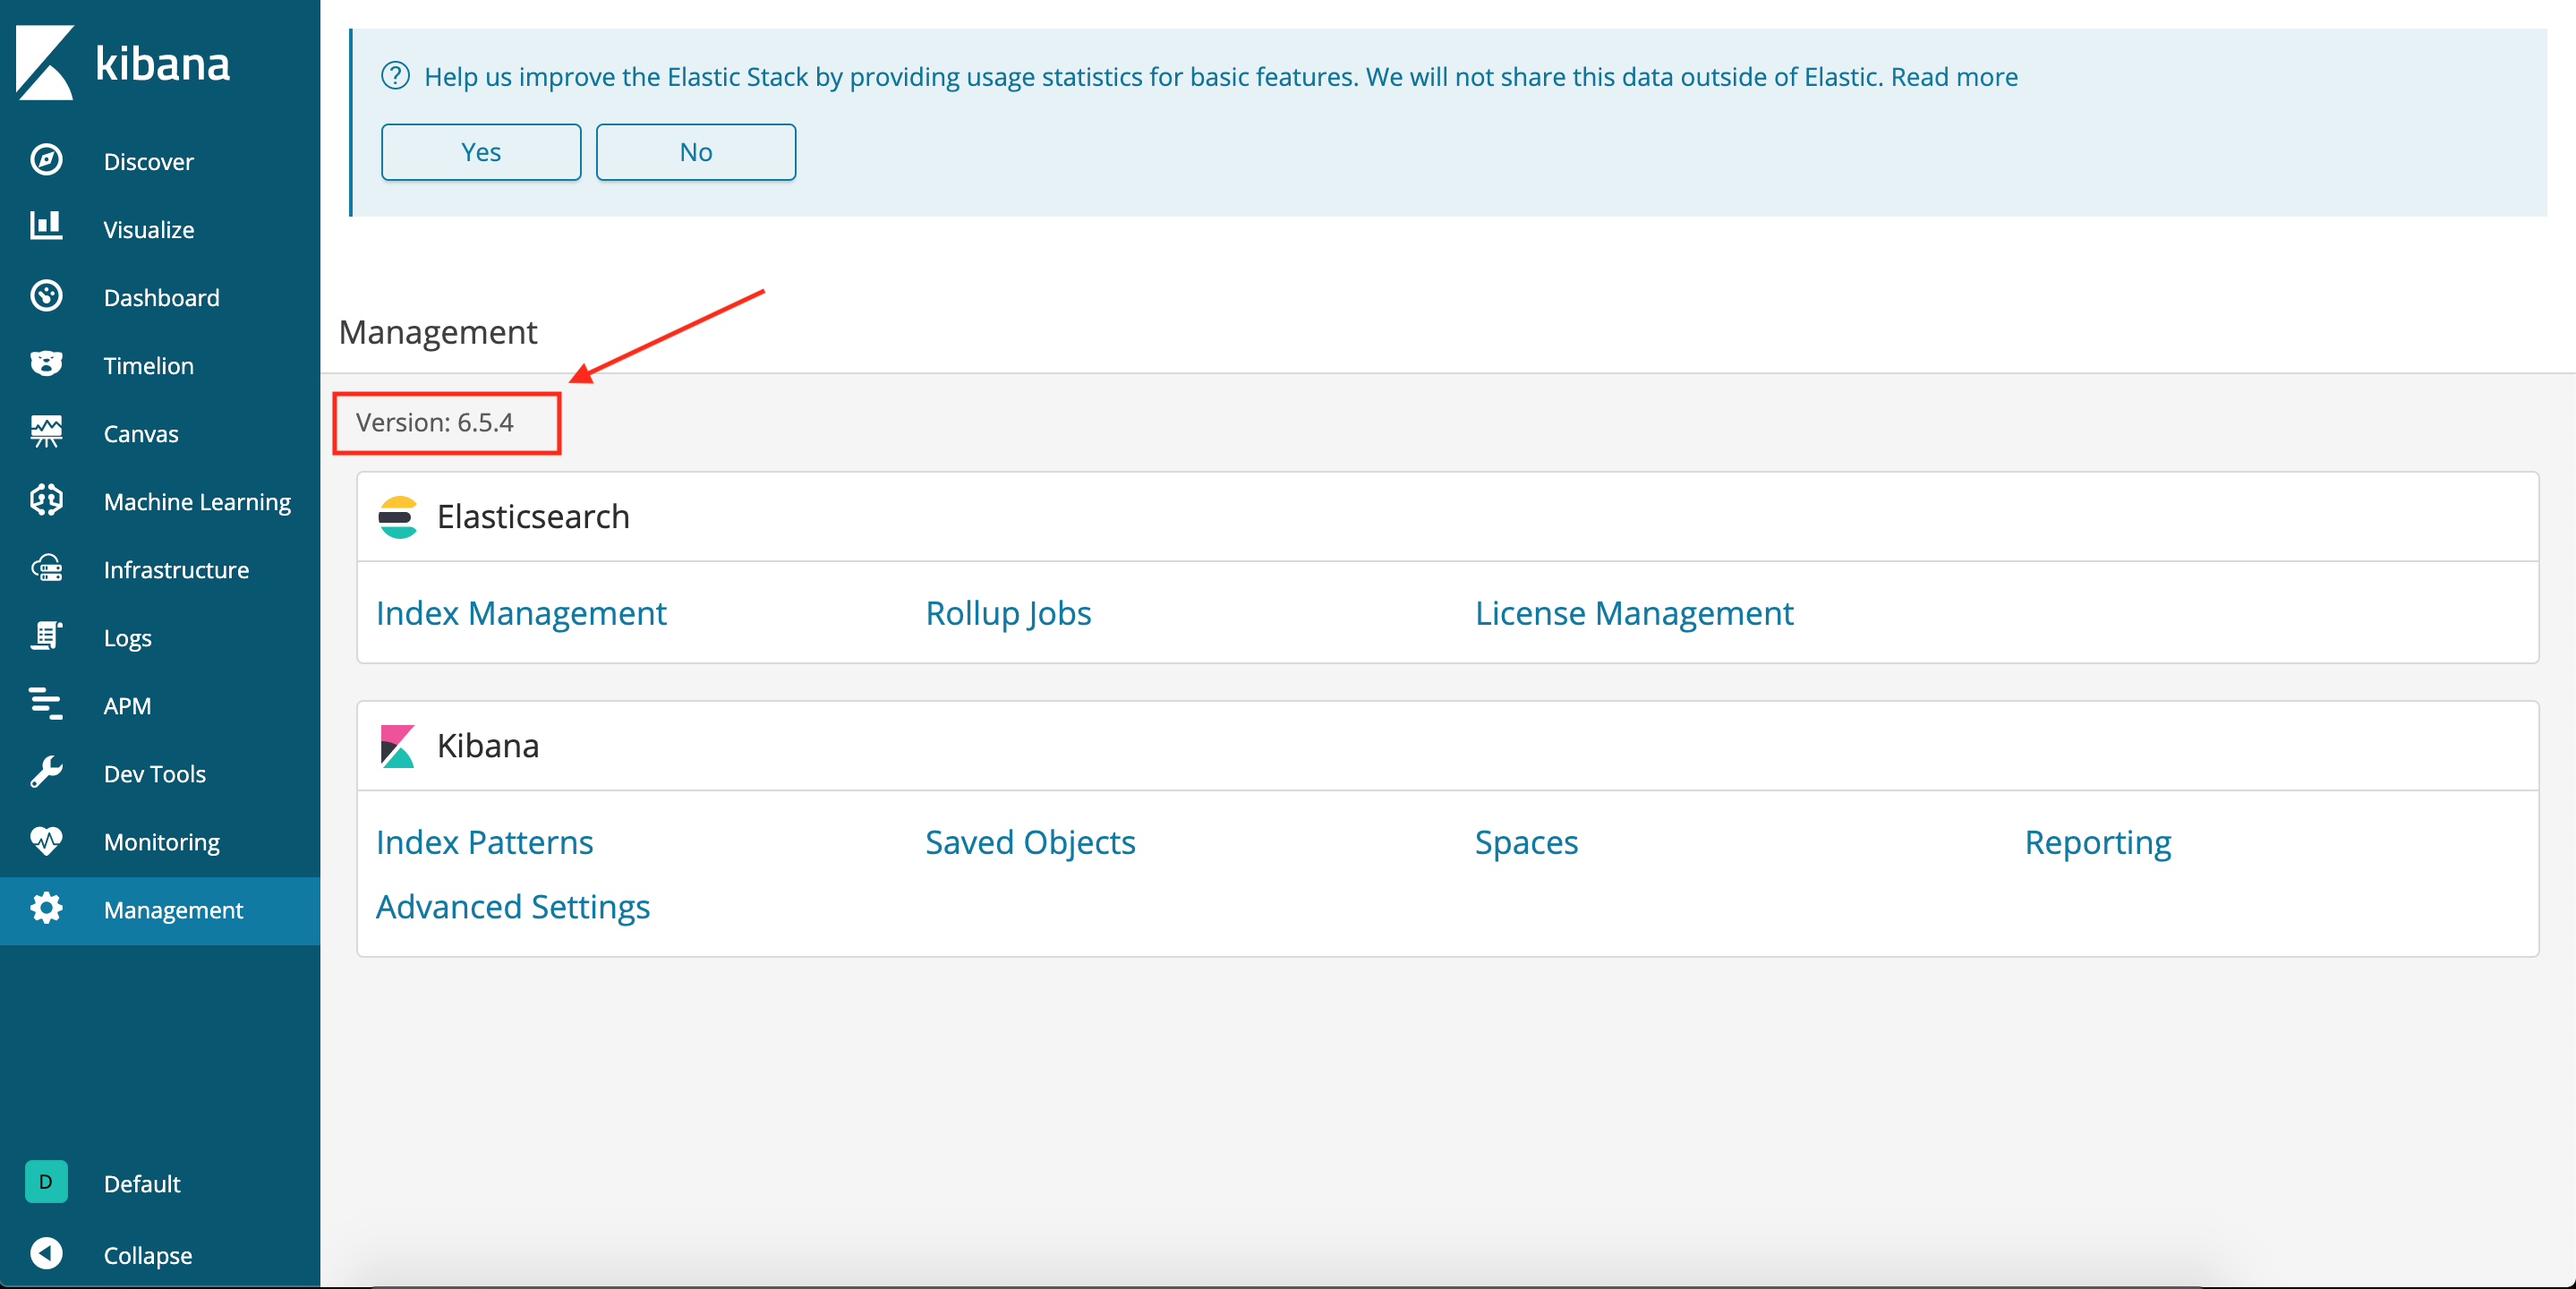 kibana
Discover
Visualize
Dashboard
Timelion
Canvas
Machine Learning
Infrastructure
Logs
APM
Dev Tools
Monitoring
Management
D Default
Collapse
Help us improve the Elastic Stack by providing usage statistics for basic features. We will not share this data outside of Elastic. Read more
Yes No
Management
Version: 6.5.4
Elasticsearch
Index Management Rollup Jobs License Management
Kibana
Index Patterns Saved Objects Spaces Reporting
Advanced Settings